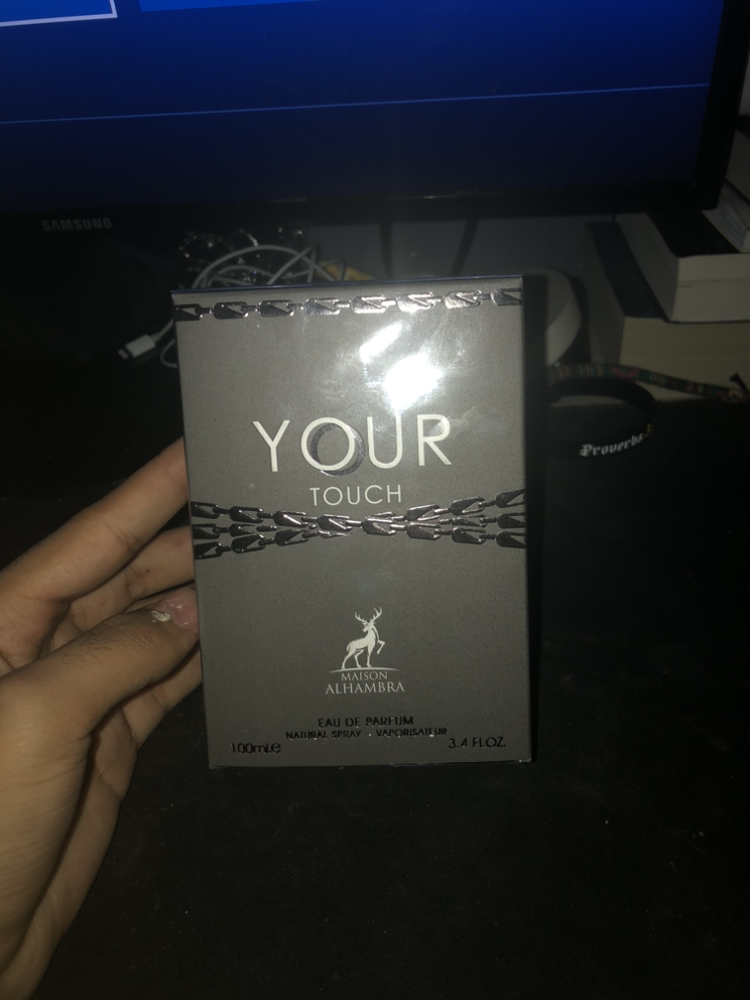 SAMSUNG
YOUR
TOUCH
Proverbs
MAISON
ALHAMBRA
EAU DE PARFUM
NATURAL SPRAY - VAPORISATEUR
100ml e 3.4 FL.OZ.